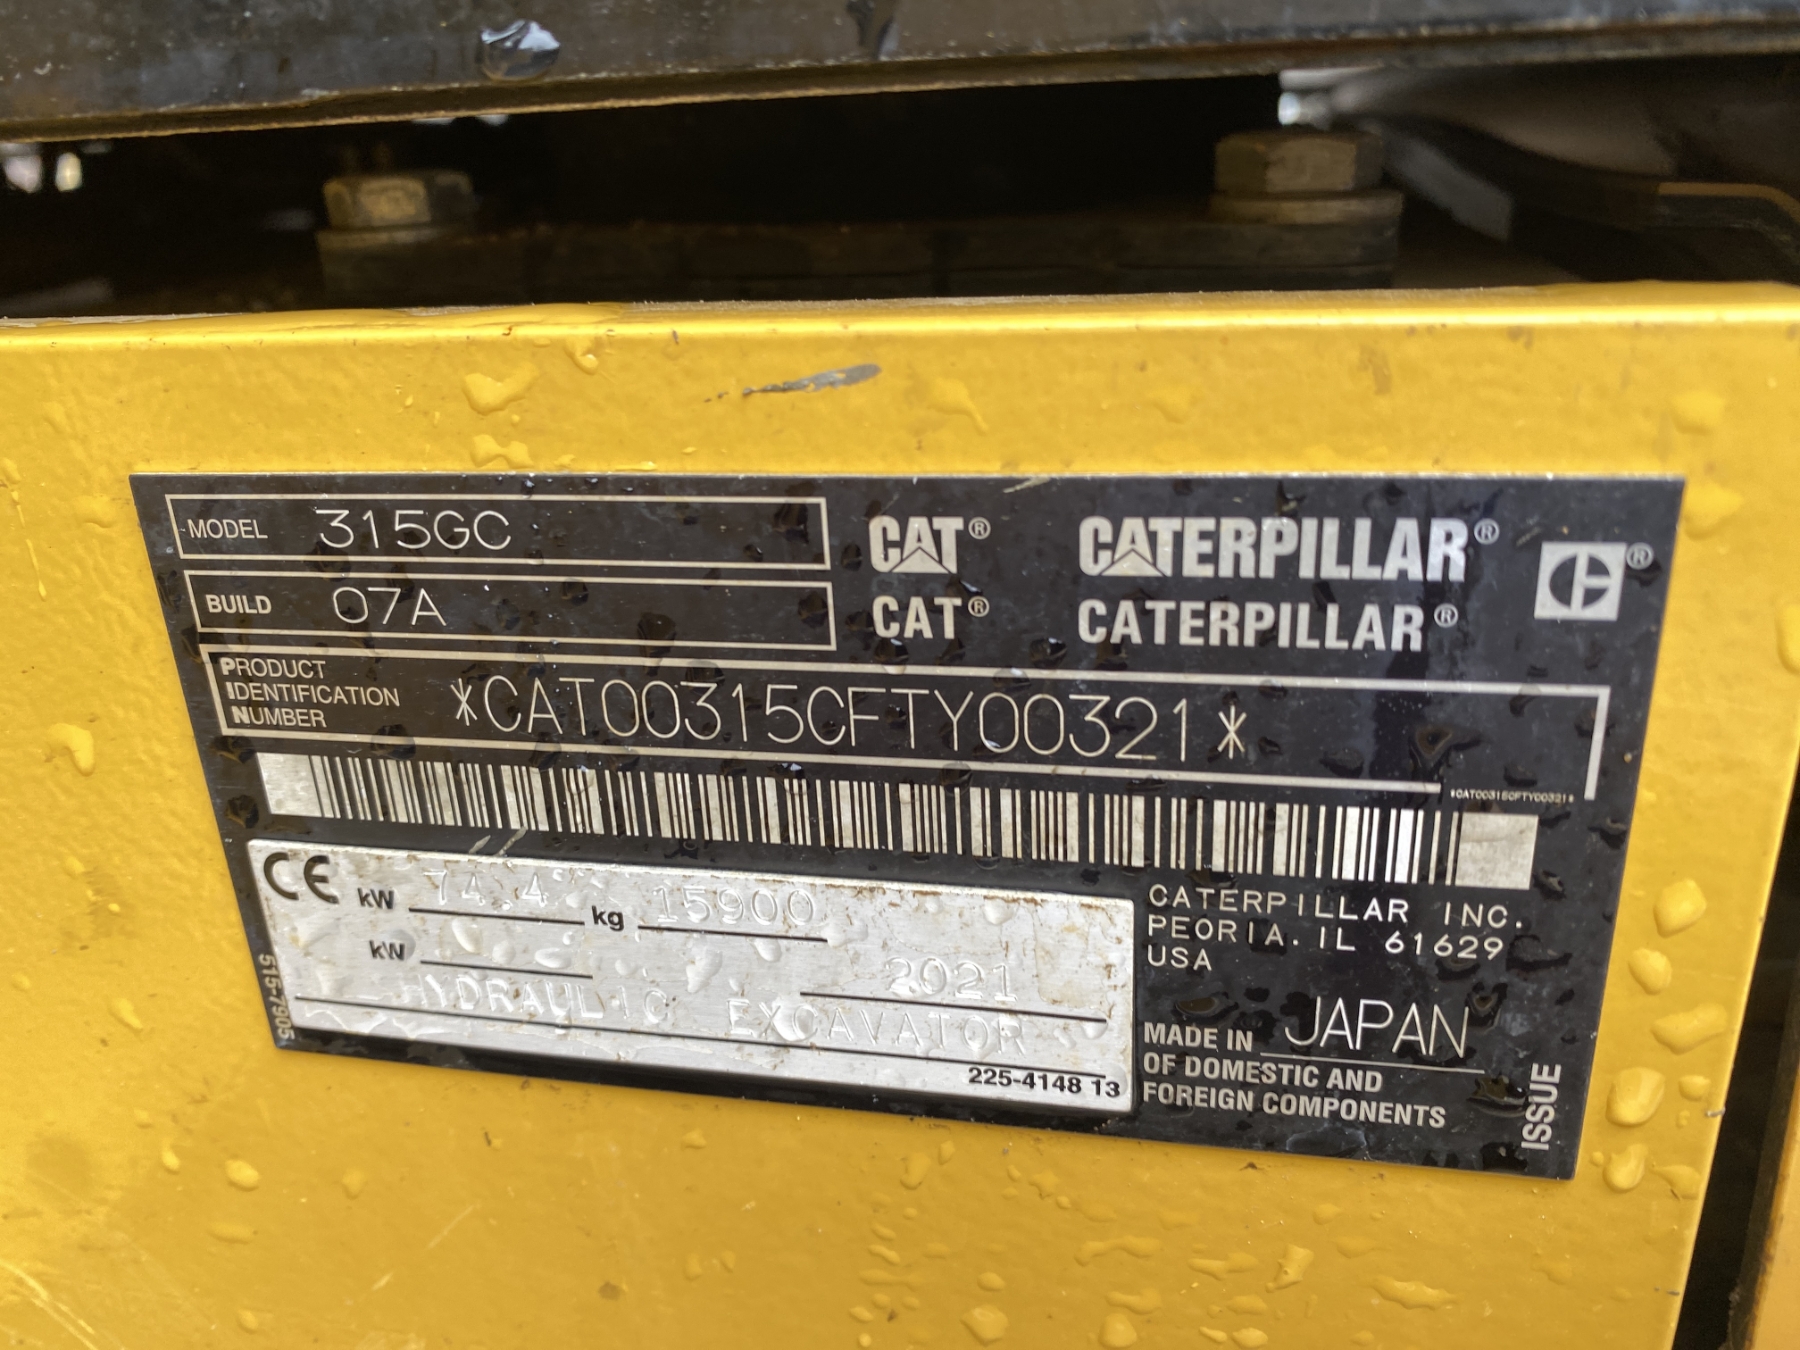 MODEL 315GC
BUILD 07A
CAT® CATERPILLAR® ®
CAT® CATERPILLAR®
PRODUCT IDENTIFICATION NUMBER *CAT00315CFTY00321*
*CAT00315CFTY00321*
CE kW 74.4 kg 15900
kW 2021
HYDRAULIC EXCAVATOR
225-4148 13
515-7905
CATERPILLAR INC.
PEORIA. IL 61629
USA
MADE IN JAPAN
OF DOMESTIC AND
FOREIGN COMPONENTS
ISSUE